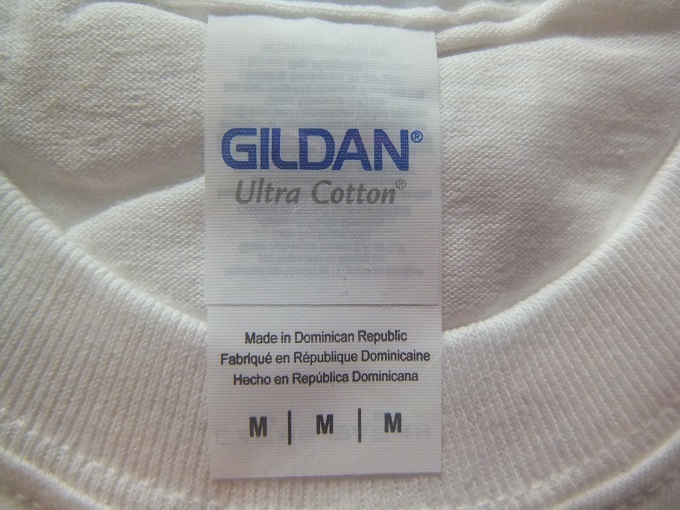 GILDAN®
Ultra Cotton®
Made in Dominican Republic
Fabriqué en République Dominicaine
Hecho en República Dominicana
M | M | M